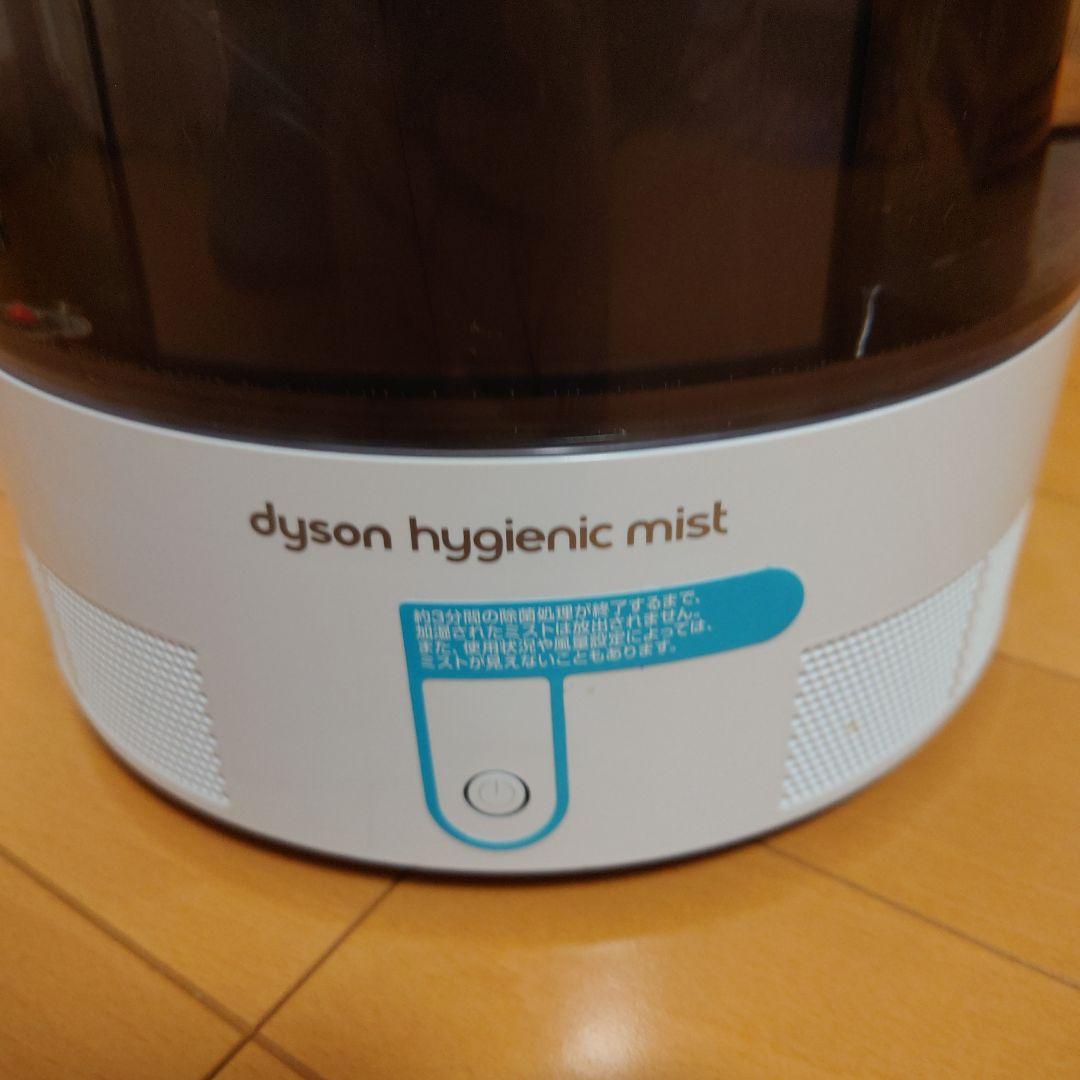 dyson hygienic mist
約3分間の除菌処理が終了するまで、
加湿されたミストは放出されません。
また、使用状況や風量設定によっては、
ミストが見えないこともあります。